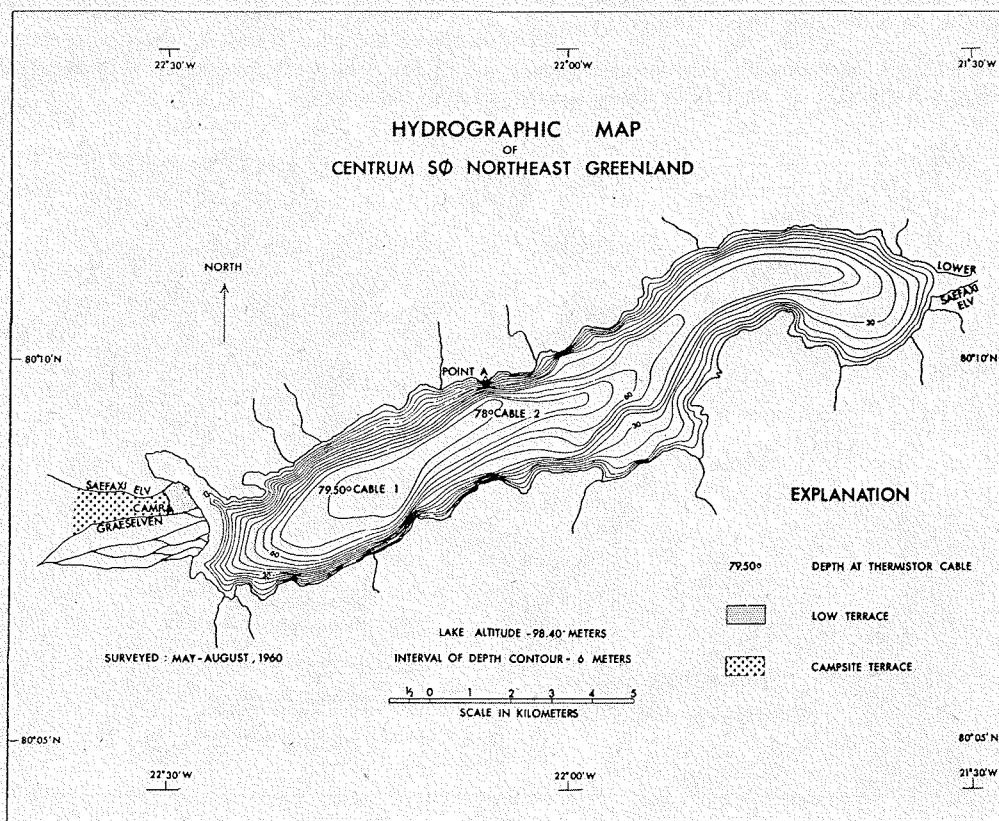 22°30'W 22°00'W 21°30'W
HYDROGRAPHIC MAP
OF
CENTRUM SØ NORTHEAST GREENLAND
NORTH
LOWER
SAEFAXI
ELV
30
80°10'N 80°10'N
POINT A
78° CABLE 2
60
30
79.50° CABLE 1
SAEFAXI ELV
CAMP
GRAESELVEN
60
EXPLANATION
79.50° DEPTH AT THERMISTOR CABLE
LOW TERRACE
CAMPSITE TERRACE
LAKE ALTITUDE - 98.40 METERS
SURVEYED : MAY - AUGUST, 1960
INTERVAL OF DEPTH CONTOUR - 6 METERS
½ 0 1 2 3 4 5
SCALE IN KILOMETERS
80°05'N 80°05'N
22°30'W 22°00'W 21°30'W